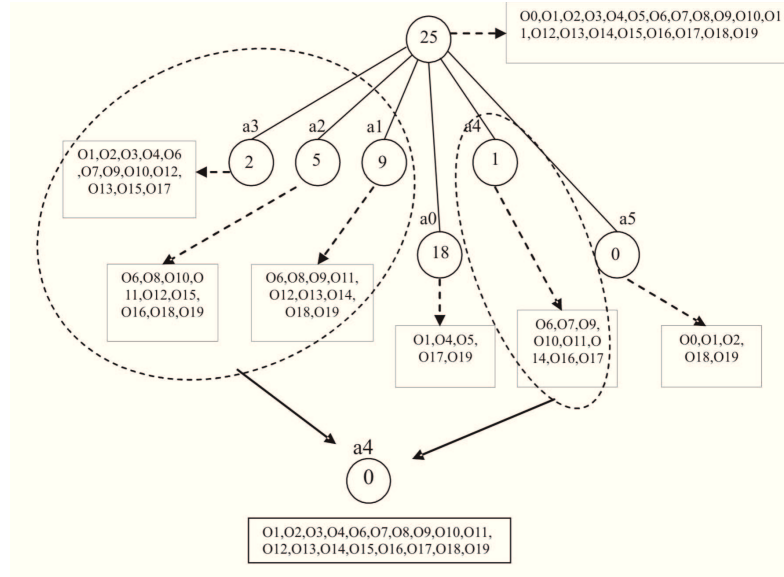 25
O0,O1,O2,O3,O4,O5,O6,O7,O8,O9,O10,O1
1,O12,O13,O14,O15,O16,O17,O18,O19
a3
a2
a1
a4
2
5
9
1
O1,O2,O3,O4,O6
,O7,O9,O10,O12,
O13,O15,O17
a0
18
a5
0
O6,O8,O10,O
11,O12,O15,
O16,O18,O19
O6,O8,O9,O11,
O12,O13,O14,
O18,O19
O1,O4,O5,
O17,O19
O6,O7,O9,
O10,O11,O
14,O16,O17
O0,O1,O2,
O18,O19
a4
0
O1,O2,O3,O4,O6,O7,O8,O9,O10,O11,
O12,O13,O14,O15,O16,O17,O18,O19